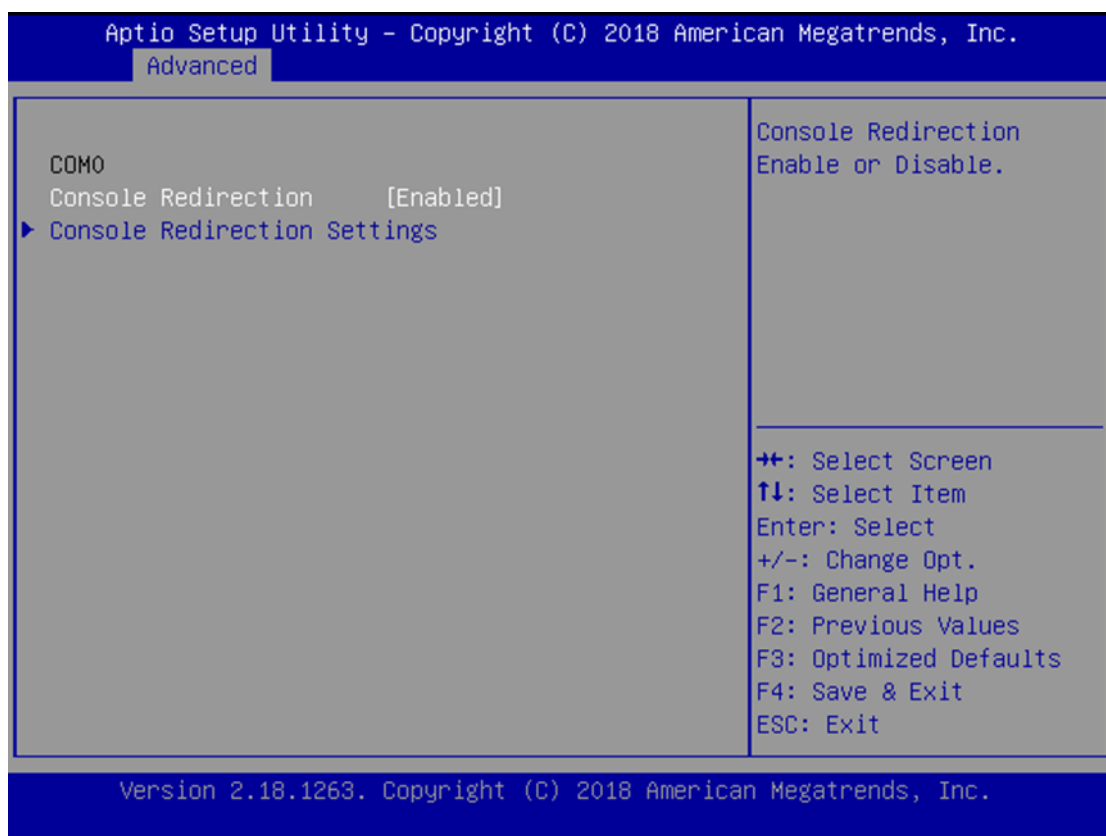 Aptio Setup Utility – Copyright (C) 2018 American Megatrends, Inc.
Advanced
COM0
Console Redirection [Enabled]
▶ Console Redirection Settings
Console Redirection
Enable or Disable.
→←: Select Screen
↑↓: Select Item
Enter: Select
+/-: Change Opt.
F1: General Help
F2: Previous Values
F3: Optimized Defaults
F4: Save & Exit
ESC: Exit
Version 2.18.1263. Copyright (C) 2018 American Megatrends, Inc.